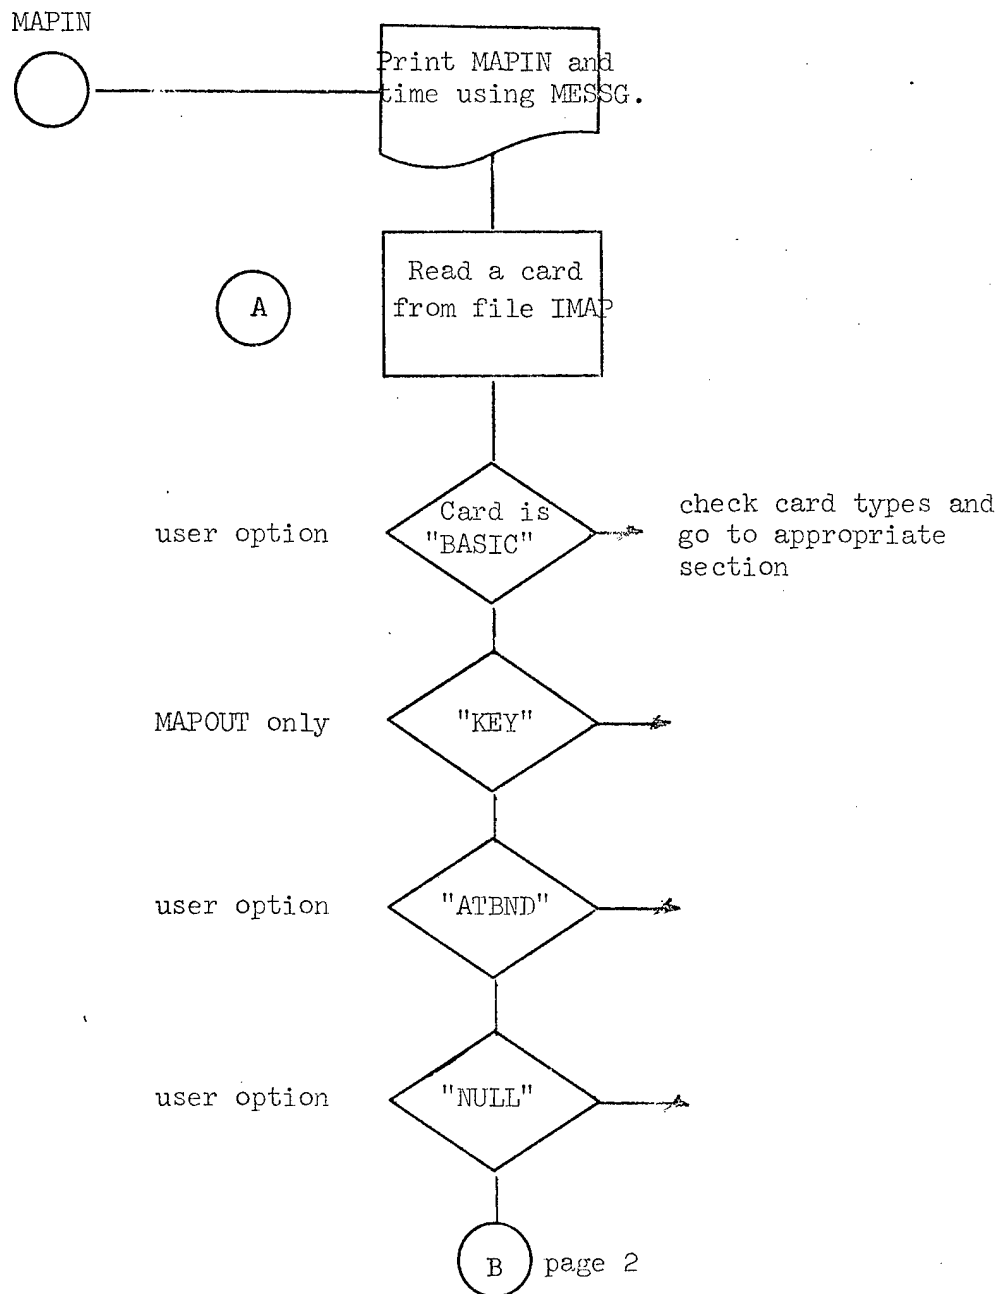 MAPIN
Print MAPIN and
time using MESSG.
Read a card
from file IMAP
A
Card is
"BASIC"
user option
check card types and
go to appropriate
section
MAPOUT only
"KEY"
user option
"ATBND"
user option
"NULL"
B
page 2